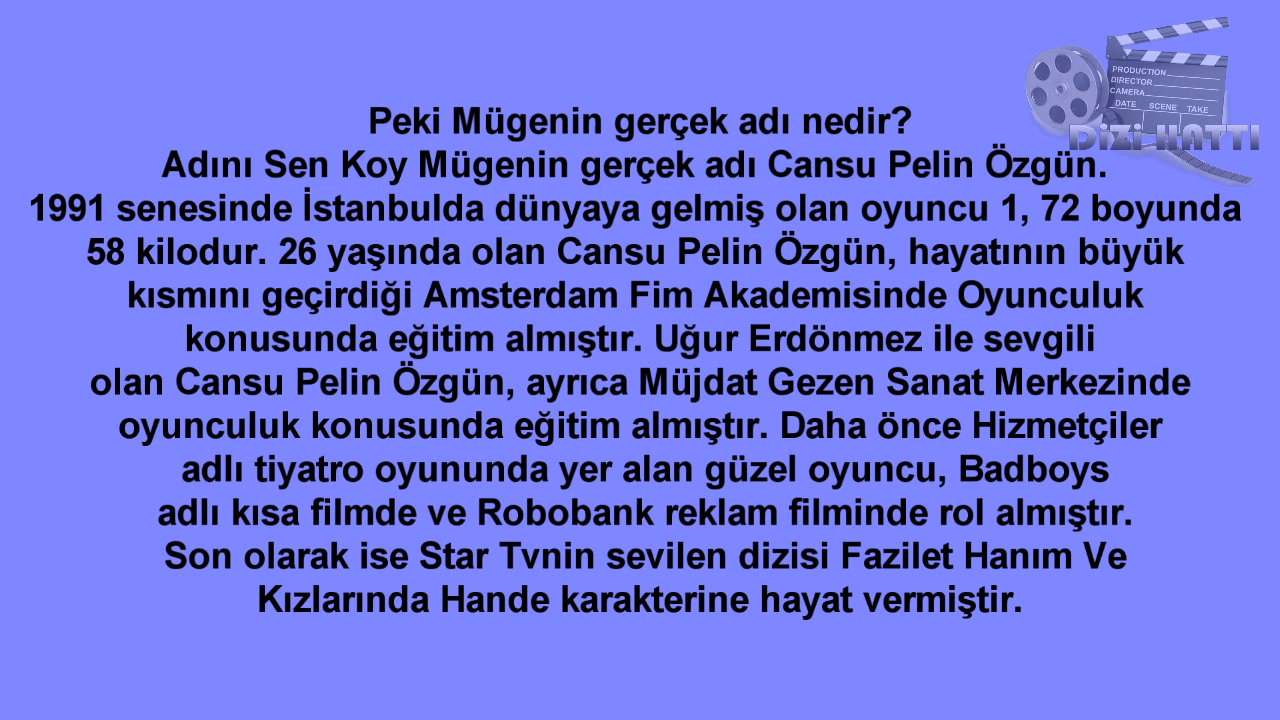 PRODUCTION
DIRECTOR
CAMERA
DATE SCENE TAKE
DİZİ HATTI
Peki Mügenin gerçek adı nedir?
Adını Sen Koy Mügenin gerçek adı Cansu Pelin Özgün.
1991 senesinde İstanbulda dünyaya gelmiş olan oyuncu 1, 72 boyunda
58 kilodur. 26 yaşında olan Cansu Pelin Özgün, hayatının büyük
kısmını geçirdiği Amsterdam Fim Akademisinde Oyunculuk
konusunda eğitim almıştır. Uğur Erdönmez ile sevgili
olan Cansu Pelin Özgün, ayrıca Müjdat Gezen Sanat Merkezinde
oyunculuk konusunda eğitim almıştır. Daha önce Hizmetçiler
adlı tiyatro oyununda yer alan güzel oyuncu, Badboys
adlı kısa filmde ve Robobank reklam filminde rol almıştır.
Son olarak ise Star Tvnin sevilen dizisi Fazilet Hanım Ve
Kızlarında Hande karakterine hayat vermiştir.